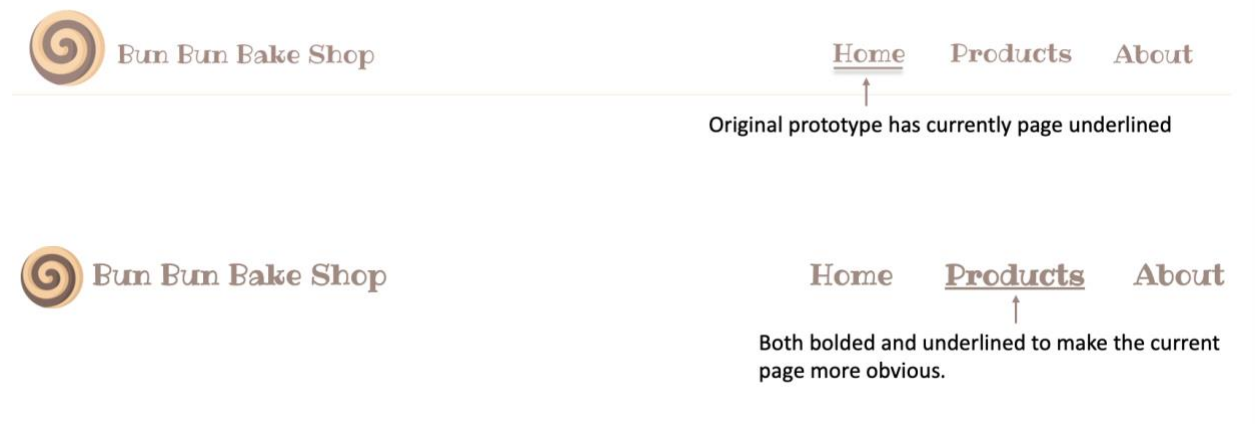 Bun Bun Bake Shop Home Products About
Original prototype has currently page underlined
Bun Bun Bake Shop Home Products About
Both bolded and underlined to make the current
page more obvious.